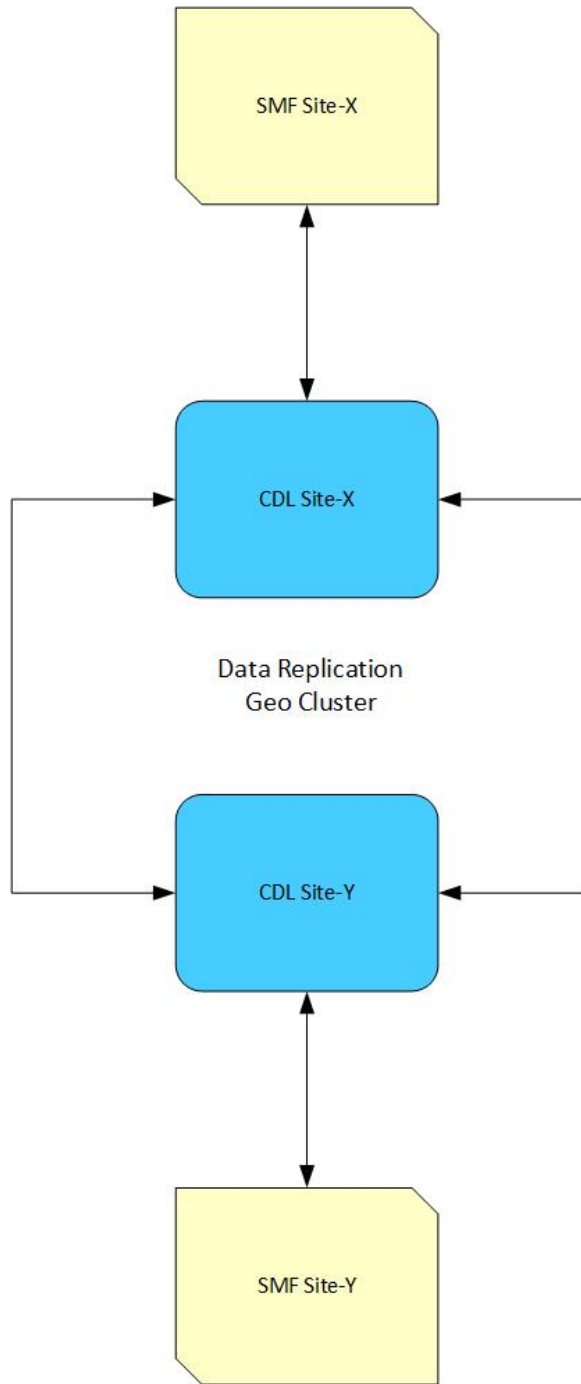 SMF Site-X
CDL Site-X
Data Replication
Geo Cluster
CDL Site-Y
SMF Site-Y